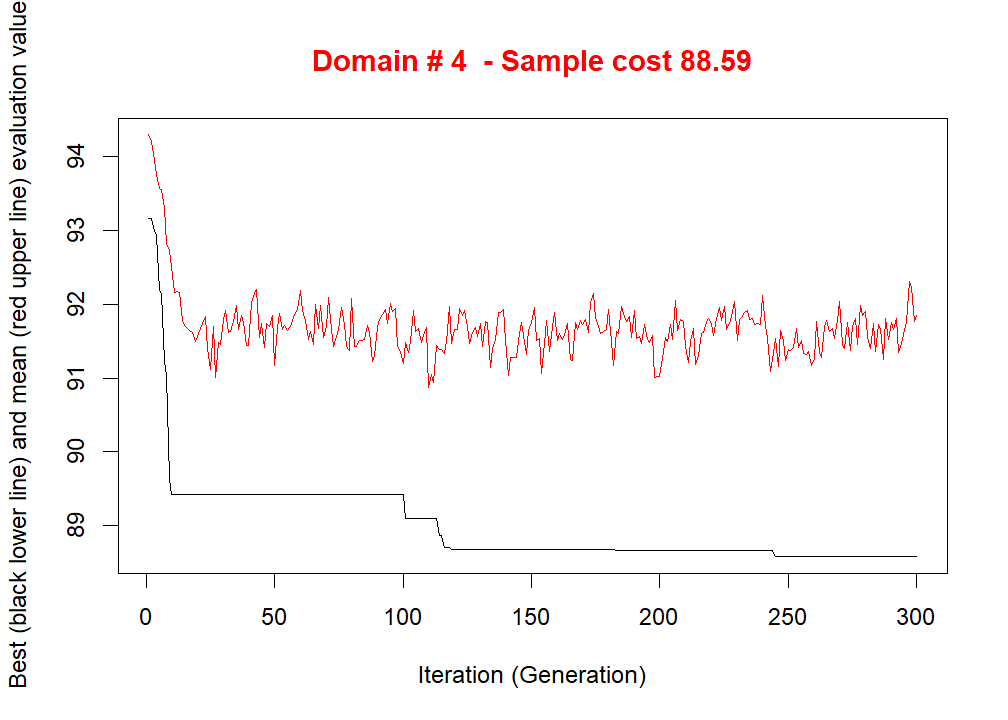 Domain # 4  - Sample cost 88.59
Best (black lower line) and mean (red upper line) evaluation value
94
93
92
91
90
89
0 50 100 150 200 250 300
Iteration (Generation)